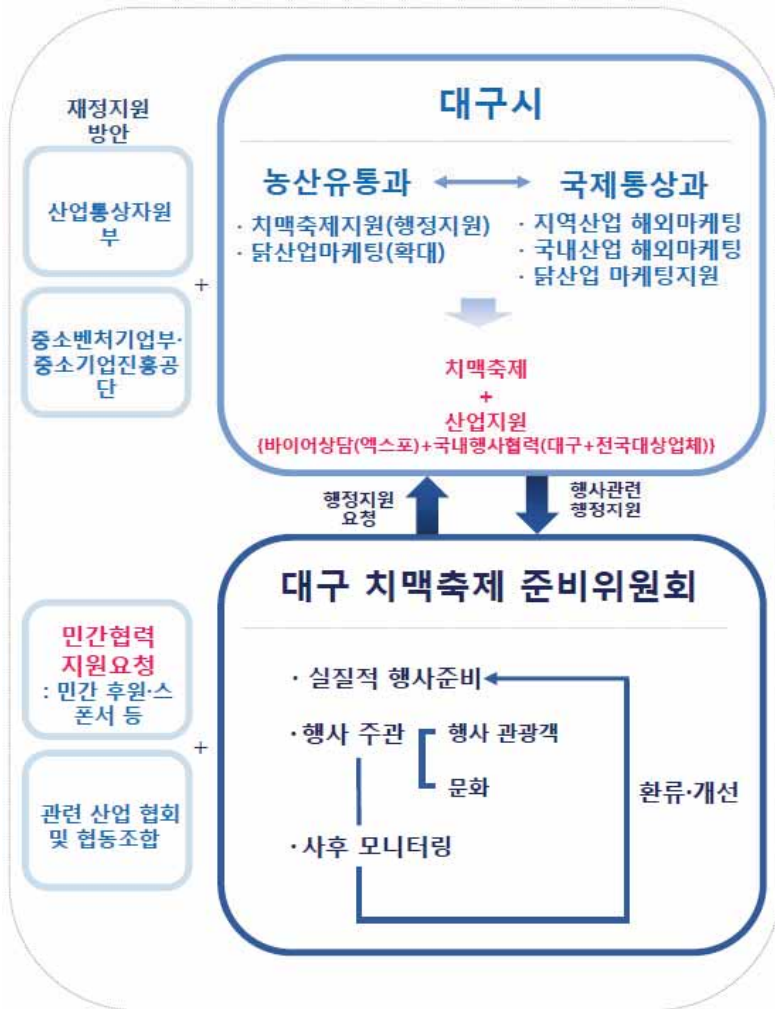 재정지원
방안
산업통상자원
부
+
중소벤처기업부·
중소기업진흥공
단
대구시
농산유통과
· 치맥축제지원(행정지원)
· 닭산업마케팅(확대)
국제통상과
· 지역산업 해외마케팅
· 국내산업 해외마케팅
· 닭산업 마케팅지원
치맥축제
+
산업지원
{바이어상담(엑스포)+국내행사협력(대구+전국대상업체)}
행정지원
요청
행사관련
행정지원
민간협력
지원요청
: 민간 후원·스
폰서 등
+
관련 산업 협회
및 협동조합
대구 치맥축제 준비위원회
· 실질적 행사준비
· 행사 주관
행사 관광객
문화
· 사후 모니터링
환류·개선